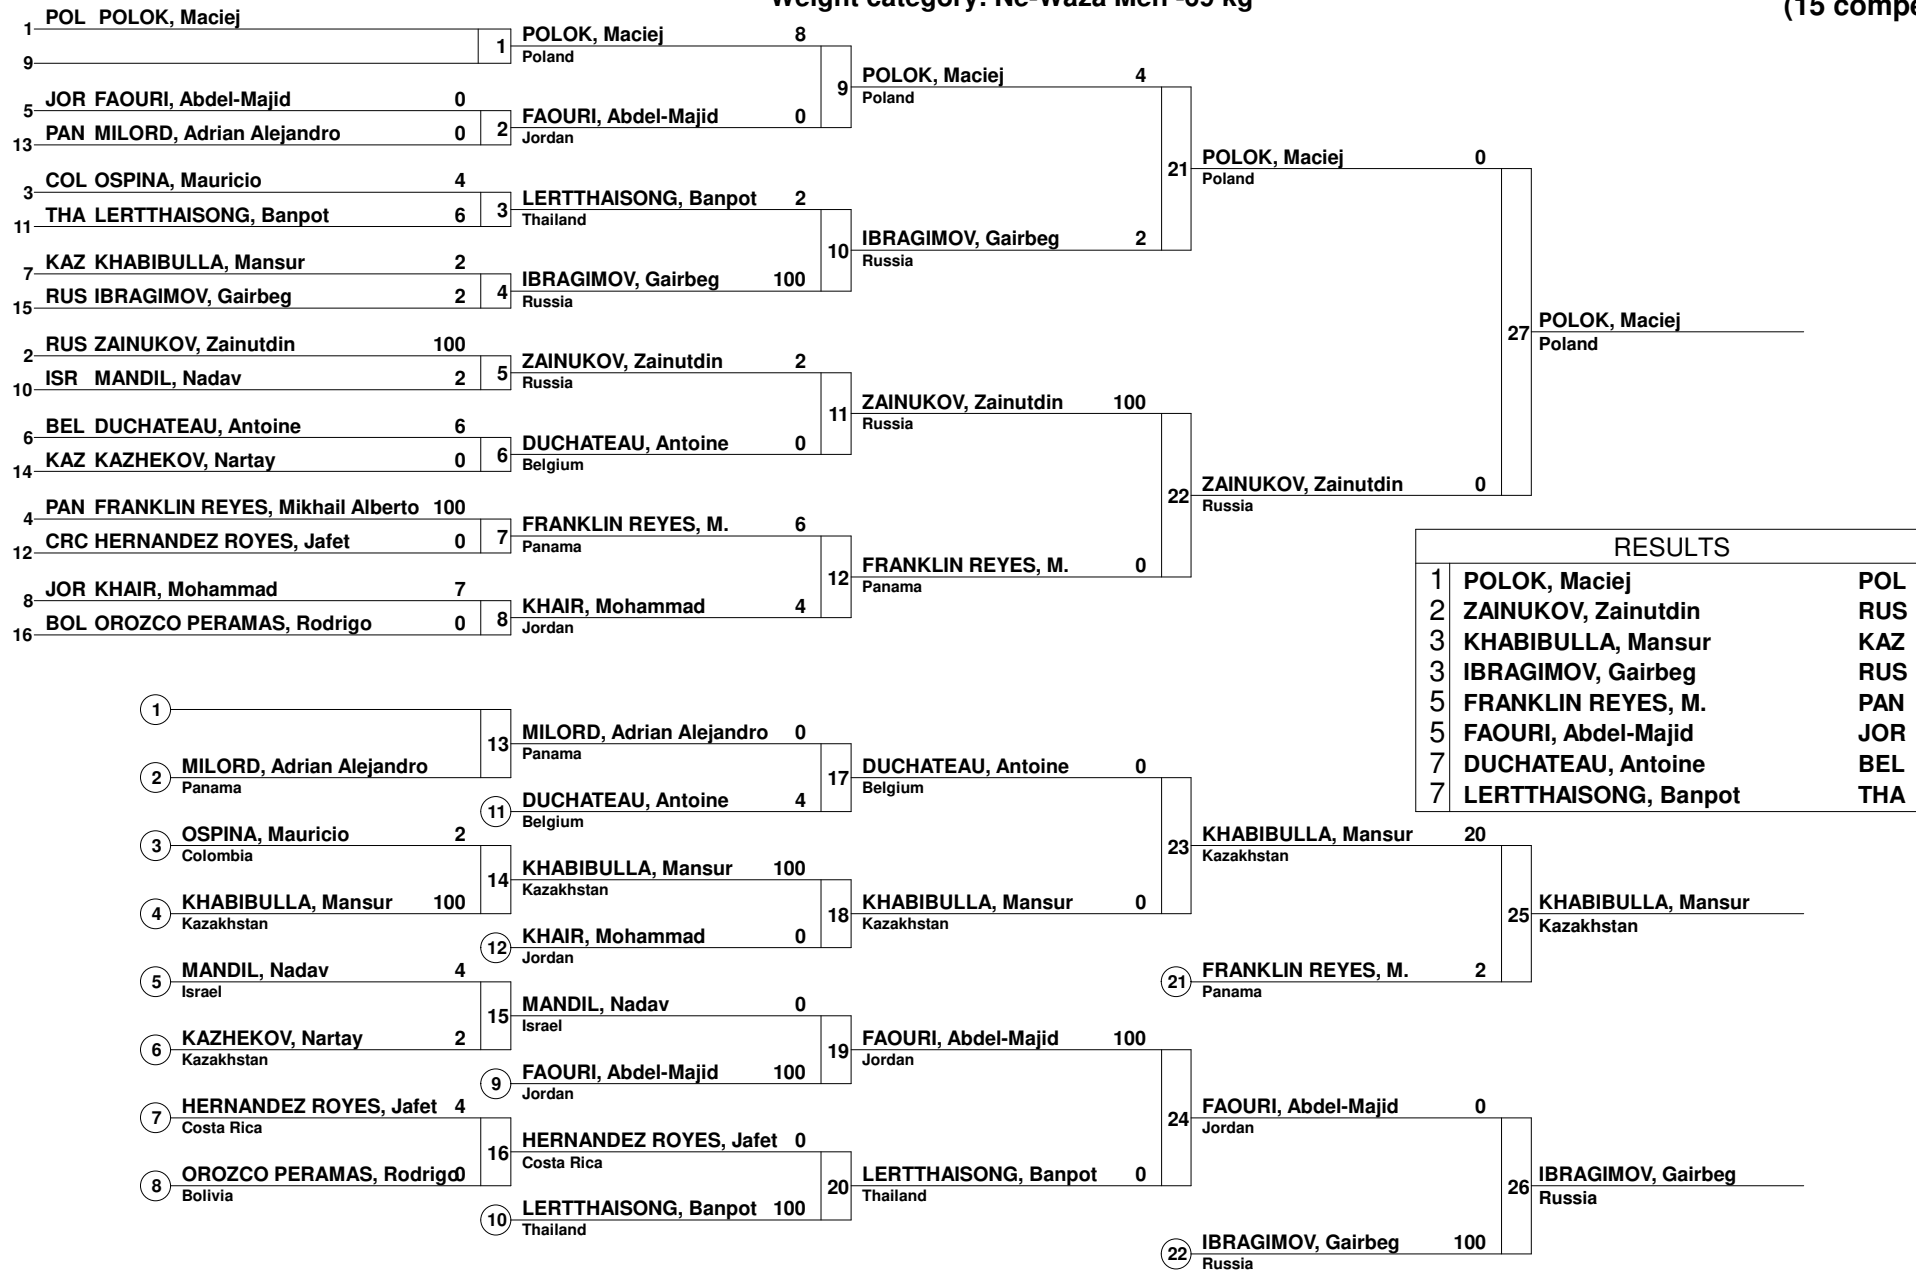 Weight category: Ne-Waza Men -69 kg
(15 compe
1 POL POLOK, Maciej
9
1
5 JOR FAOURI, Abdel-Majid 0
13 PAN MILORD, Adrian Alejandro 0
2
3 COL OSPINA, Mauricio 4
11 THA LERTTHAISONG, Banpot 6
3
7 KAZ KHABIBULLA, Mansur 2
15 RUS IBRAGIMOV, Gairbeg 2
4
2 RUS ZAINUKOV, Zainutdin 100
10 ISR MANDIL, Nadav 2
5
6 BEL DUCHATEAU, Antoine 6
14 KAZ KAZHEKOV, Nartay 0
6
4 PAN FRANKLIN REYES, Mikhail Alberto 100
12 CRC HERNANDEZ ROYES, Jafet 0
7
8 JOR KHAIR, Mohammad 7
16 BOL OROZCO PERAMAS, Rodrigo 0
8
POLOK, Maciej 8
Poland
FAOURI, Abdel-Majid 0
Jordan
9
LERTTHAISONG, Banpot 2
Thailand
IBRAGIMOV, Gairbeg 100
Russia
10
ZAINUKOV, Zainutdin 2
Russia
DUCHATEAU, Antoine 0
Belgium
11
FRANKLIN REYES, M. 6
Panama
KHAIR, Mohammad 4
Jordan
12
POLOK, Maciej 4
Poland
IBRAGIMOV, Gairbeg 2
Russia
21
ZAINUKOV, Zainutdin 100
Russia
FRANKLIN REYES, M. 0
Panama
22
POLOK, Maciej 0
Poland
ZAINUKOV, Zainutdin 0
Russia
27
POLOK, Maciej
Poland
RESULTS
1 POLOK, Maciej POL
2 ZAINUKOV, Zainutdin RUS
3 KHABIBULLA, Mansur KAZ
3 IBRAGIMOV, Gairbeg RUS
5 FRANKLIN REYES, M. PAN
5 FAOURI, Abdel-Majid JOR
7 DUCHATEAU, Antoine BEL
7 LERTTHAISONG, Banpot THA
1
2 MILORD, Adrian Alejandro
Panama
13
3 OSPINA, Mauricio 2
Colombia
4 KHABIBULLA, Mansur 100
Kazakhstan
14
5 MANDIL, Nadav 4
Israel
6 KAZHEKOV, Nartay 2
Kazakhstan
15
7 HERNANDEZ ROYES, Jafet 4
Costa Rica
8 OROZCO PERAMAS, Rodrigo 0
Bolivia
16
MILORD, Adrian Alejandro 0
Panama
11 DUCHATEAU, Antoine 4
Belgium
17
KHABIBULLA, Mansur 100
Kazakhstan
12 KHAIR, Mohammad 0
Jordan
18
MANDIL, Nadav 0
Israel
9 FAOURI, Abdel-Majid 100
Jordan
19
HERNANDEZ ROYES, Jafet 0
Costa Rica
10 LERTTHAISONG, Banpot 100
Thailand
20
DUCHATEAU, Antoine 0
Belgium
KHABIBULLA, Mansur 0
Kazakhstan
23
FAOURI, Abdel-Majid 100
Jordan
LERTTHAISONG, Banpot 0
Thailand
24
KHABIBULLA, Mansur 20
Kazakhstan
21 FRANKLIN REYES, M. 2
Panama
25
KHABIBULLA, Mansur
Kazakhstan
FAOURI, Abdel-Majid 0
Jordan
22 IBRAGIMOV, Gairbeg 100
Russia
26
IBRAGIMOV, Gairbeg
Russia